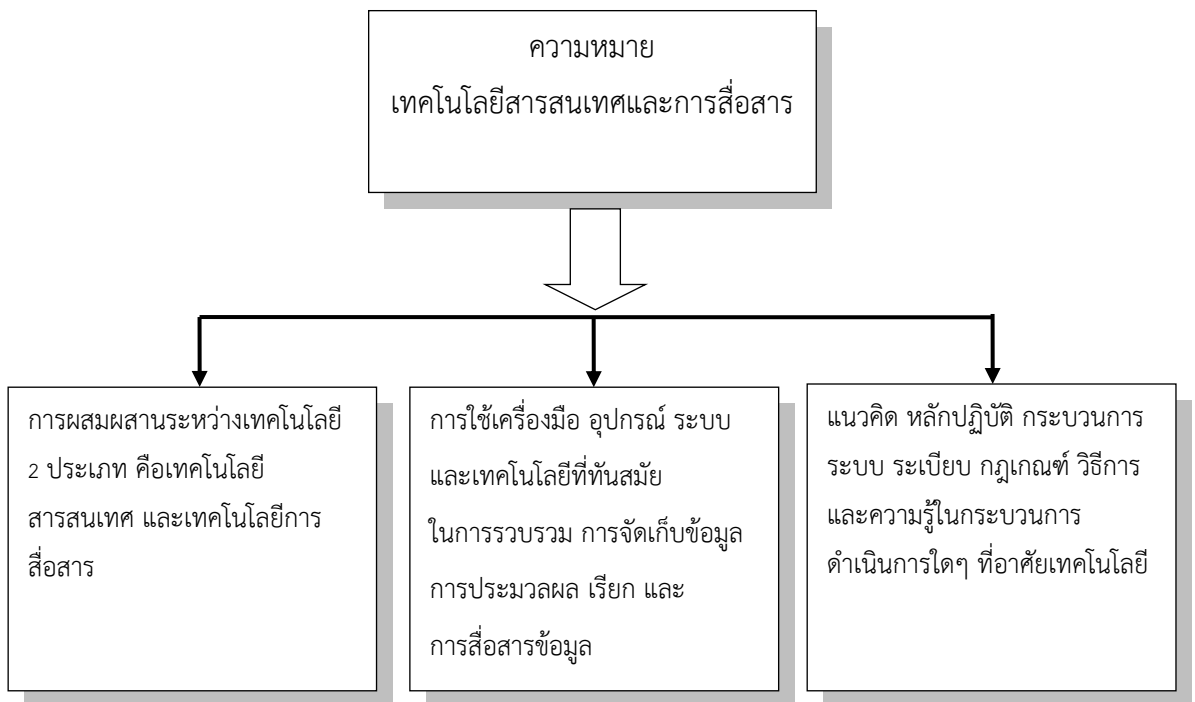 ความหมาย
เทคโนโลยีสารสนเทศและการสื่อสาร
การผสมผสานระหว่างเทคโนโลยี
2 ประเภท คือเทคโนโลยี
สารสนเทศ และเทคโนโลยีการ
สื่อสาร
การใช้เครื่องมือ อุปกรณ์ ระบบ
และเทคโนโลยีที่ทันสมัย
ในการรวบรวม การจัดเก็บข้อมูล
การประมวลผล เรียก และ
การสื่อสารข้อมูล
แนวคิด หลักปฏิบัติ กระบวนการ
ระบบ ระเบียบ กฎเกณฑ์ วิธีการ
และความรู้ในกระบวนการ
ดำเนินการใดๆ ที่อาศัยเทคโนโลยี